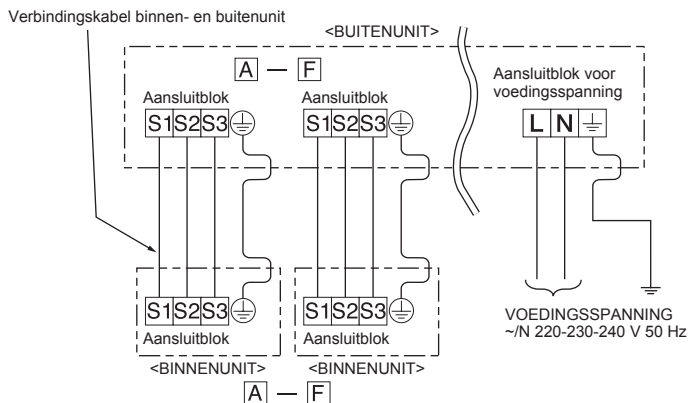 Verbindingskabel binnen- en buitenunit
<BUITENUNIT>
A — F
Aansluitblok
Aansluitblok
Aansluitblok voor
voedingsspanning
S1 S2 S3
S1 S2 S3
L N
S1 S2 S3
S1 S2 S3
Aansluitblok
Aansluitblok
VOEDINGSSPANNING
~/N 220-230-240 V 50 Hz
<BINNENUNIT>
<BINNENUNIT>
A — F